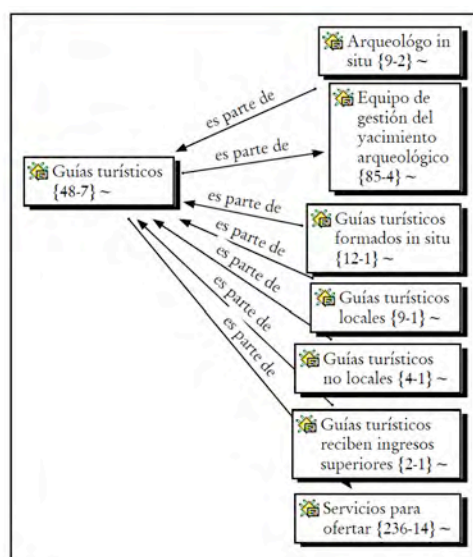 Arqueológo in
situ {9-2} ~
es parte de
Equipo de
gestión del
yacimiento
arqueológico
{85-4} ~
es parte de
Guías turísticos
{48-7} ~
es parte de
Guías turísticos
formados in situ
{12-1} ~
es parte de
Guías turísticos
locales {9-1} ~
es parte de
Guías turísticos
no locales {4-1} ~
es parte de
Guías turísticos
reciben ingresos
superiores {2-1} ~
es parte de
Servicios para
ofertar {236-14} ~